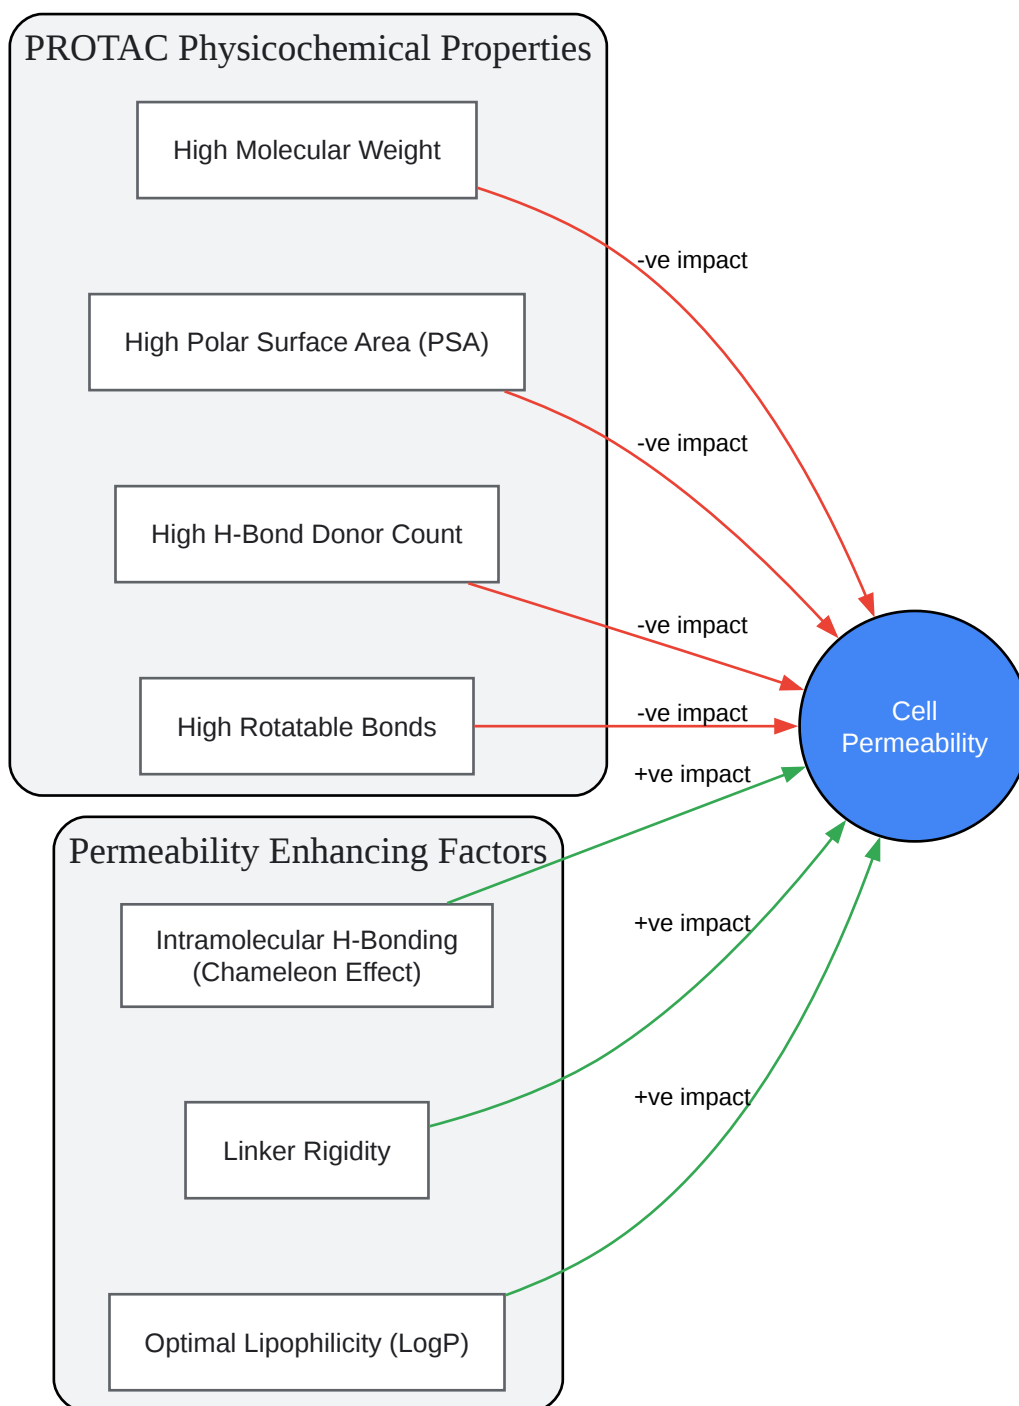 PROTAC Physicochemical Properties
High Molecular Weight
-ve impact
High Polar Surface Area (PSA)
-ve impact
High H-Bond Donor Count
-ve impact
High Rotatable Bonds
-ve impact
Cell
Permeability
+ve impact
Permeability Enhancing Factors
Intramolecular H-Bonding
(Chameleon Effect)
+ve impact
Linker Rigidity
+ve impact
Optimal Lipophilicity (LogP)